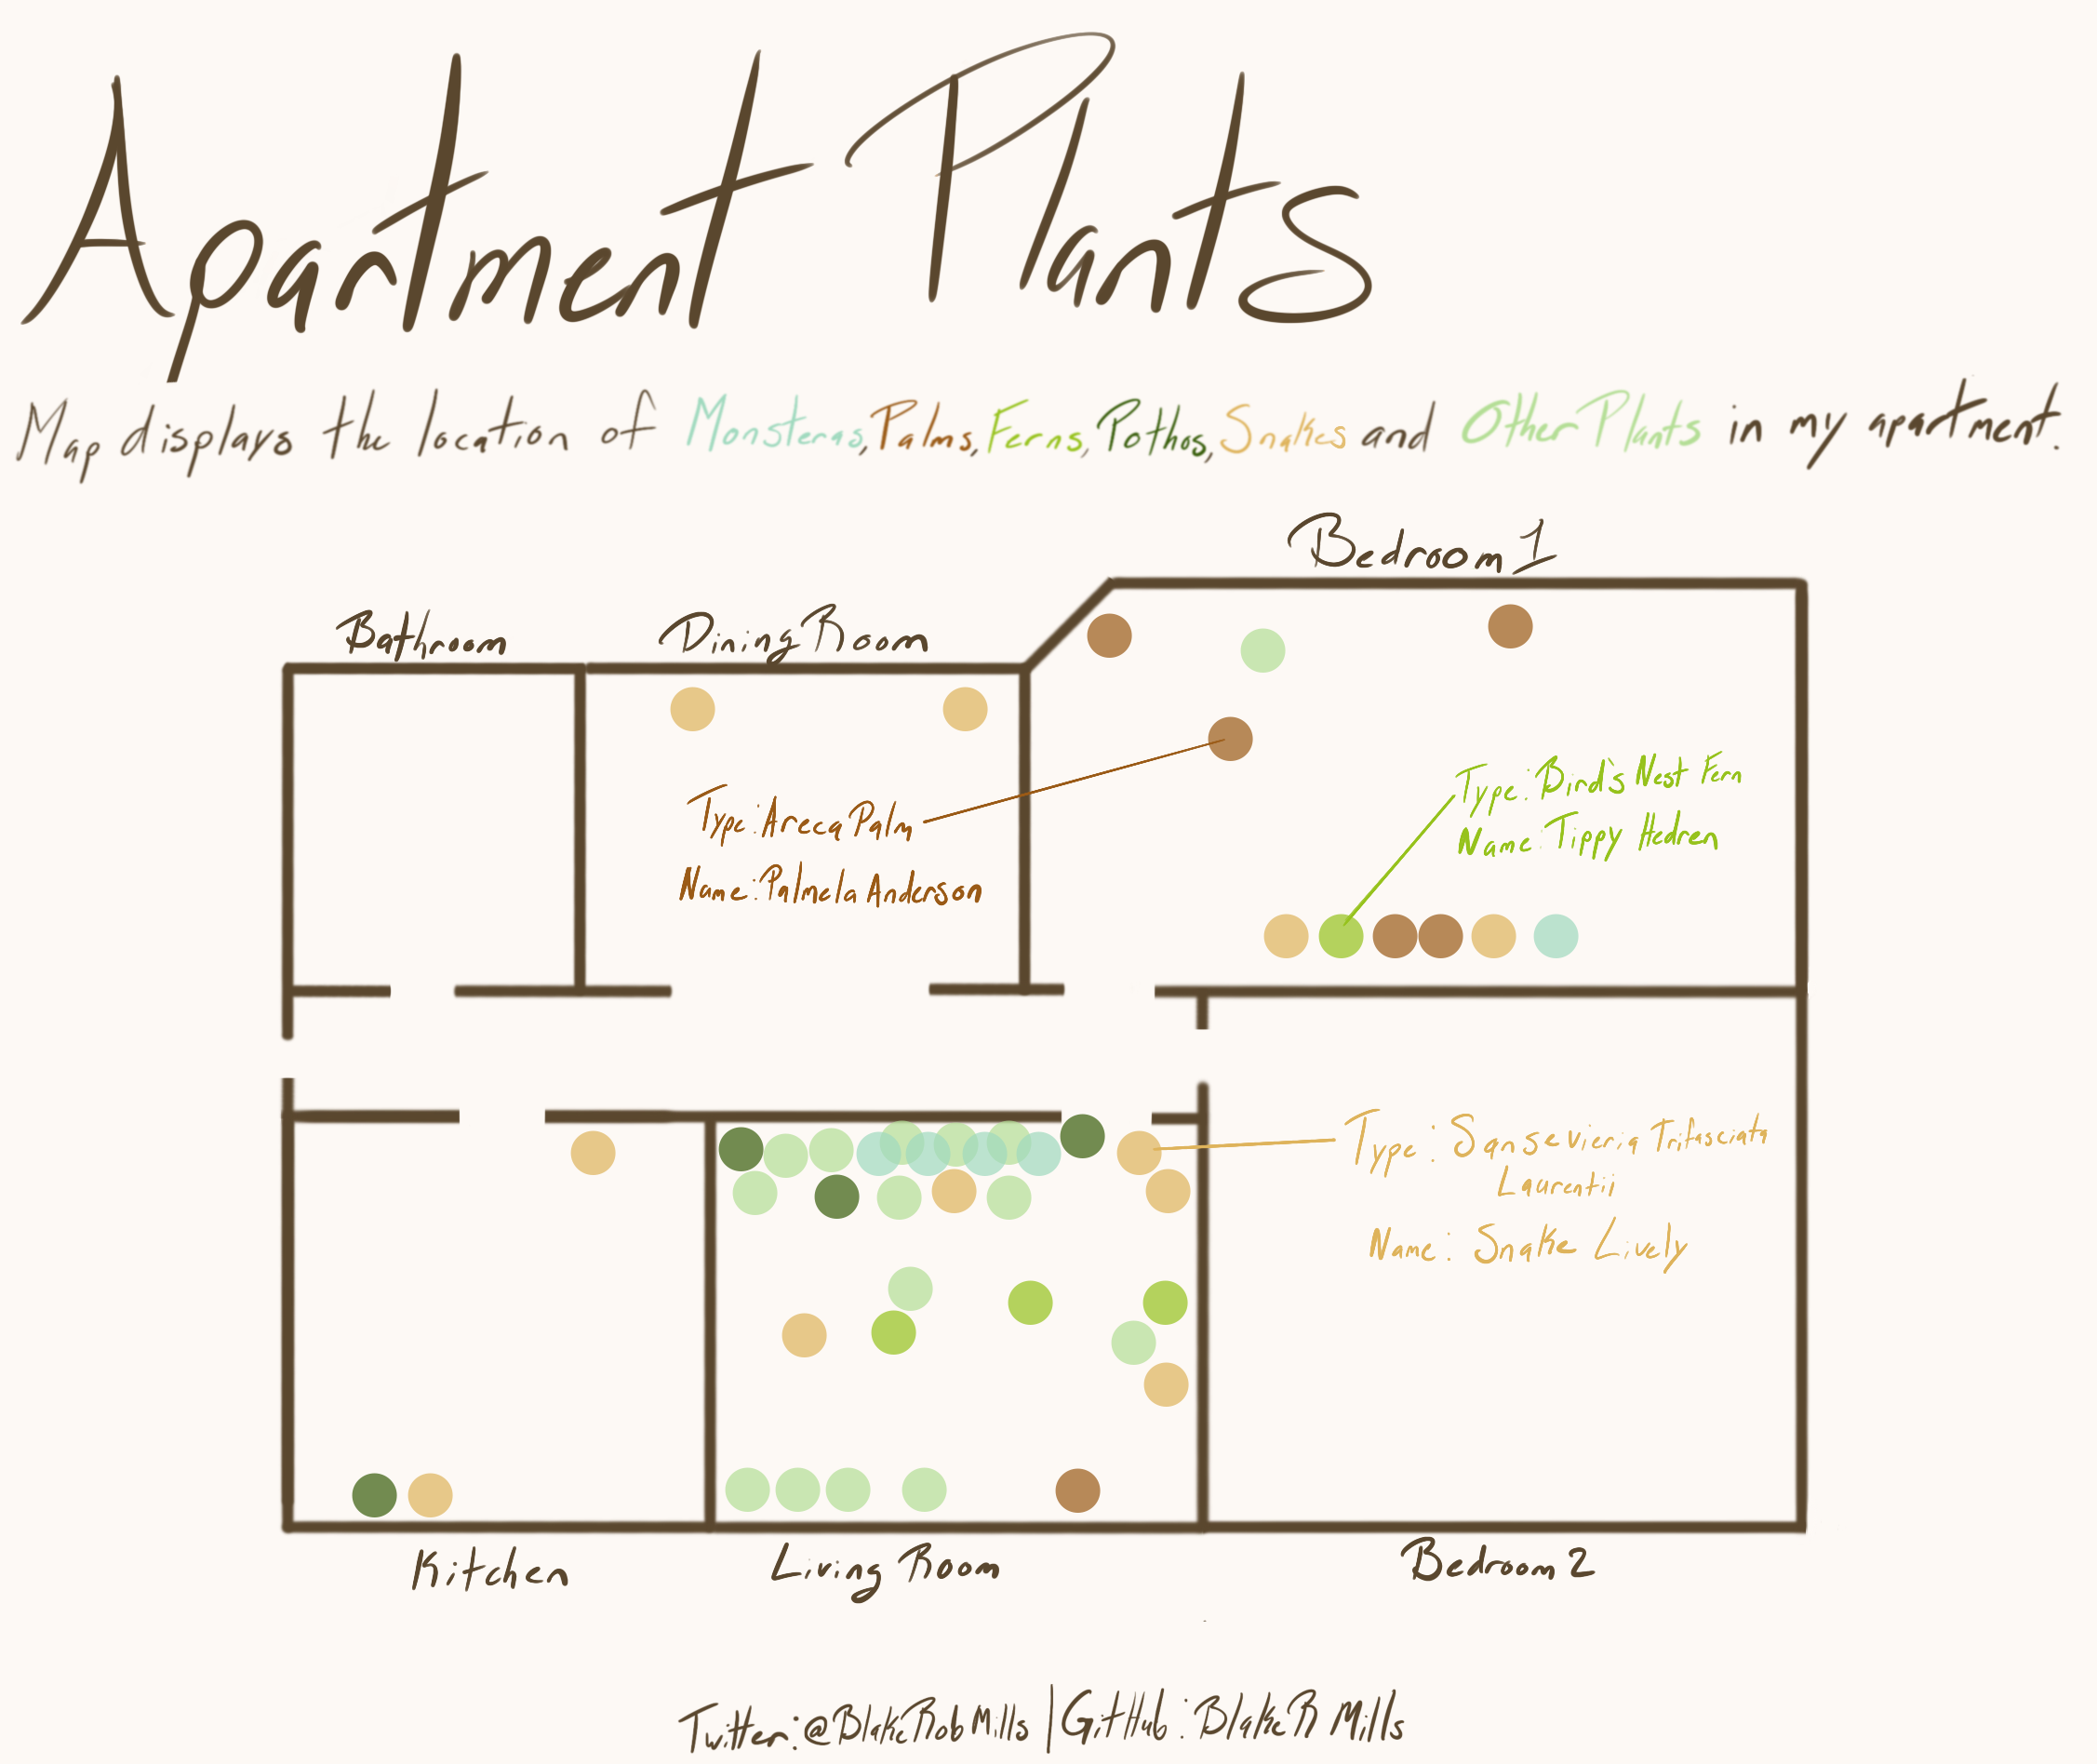 Apartment Plants
Map displays the location of Monsteras, Palms, Ferns, Pothos, Snakes and Other Plants in my apartment.
Bedroom 1
Bathroom
Dining Room
Type: Bird's Nest Fern
Name: Tippy Hedren
Type: Areca Palm
Name: Palmela Anderson
Type: Sansevieria Trifasciata
Laurentii
Name: Snake Lively
Kitchen
Living Room
Bedroom 2
Twitter: @BlakeRobMills | GitHub: BlakeRMills